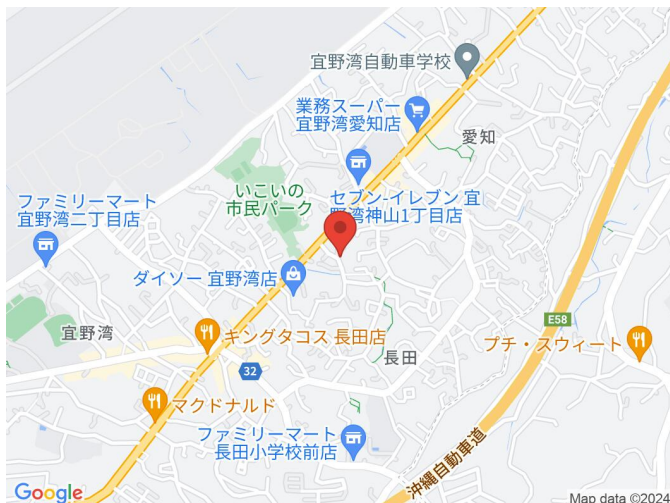 宜野湾自動車学校
業務スーパー
宜野湾愛知店
愛知
いこいの
市民パーク
セブン-イレブン 宜
野湾神山1丁目店
ファミリーマート
宜野湾二丁目店
ダイソー 宜野湾店
E58
宜野湾
キングタコス 長田店
プチ・スウィート
長田
32
マクドナルド
ファミリーマート
長田小学校前店
沖縄自動車道
Google
Map data ©2024